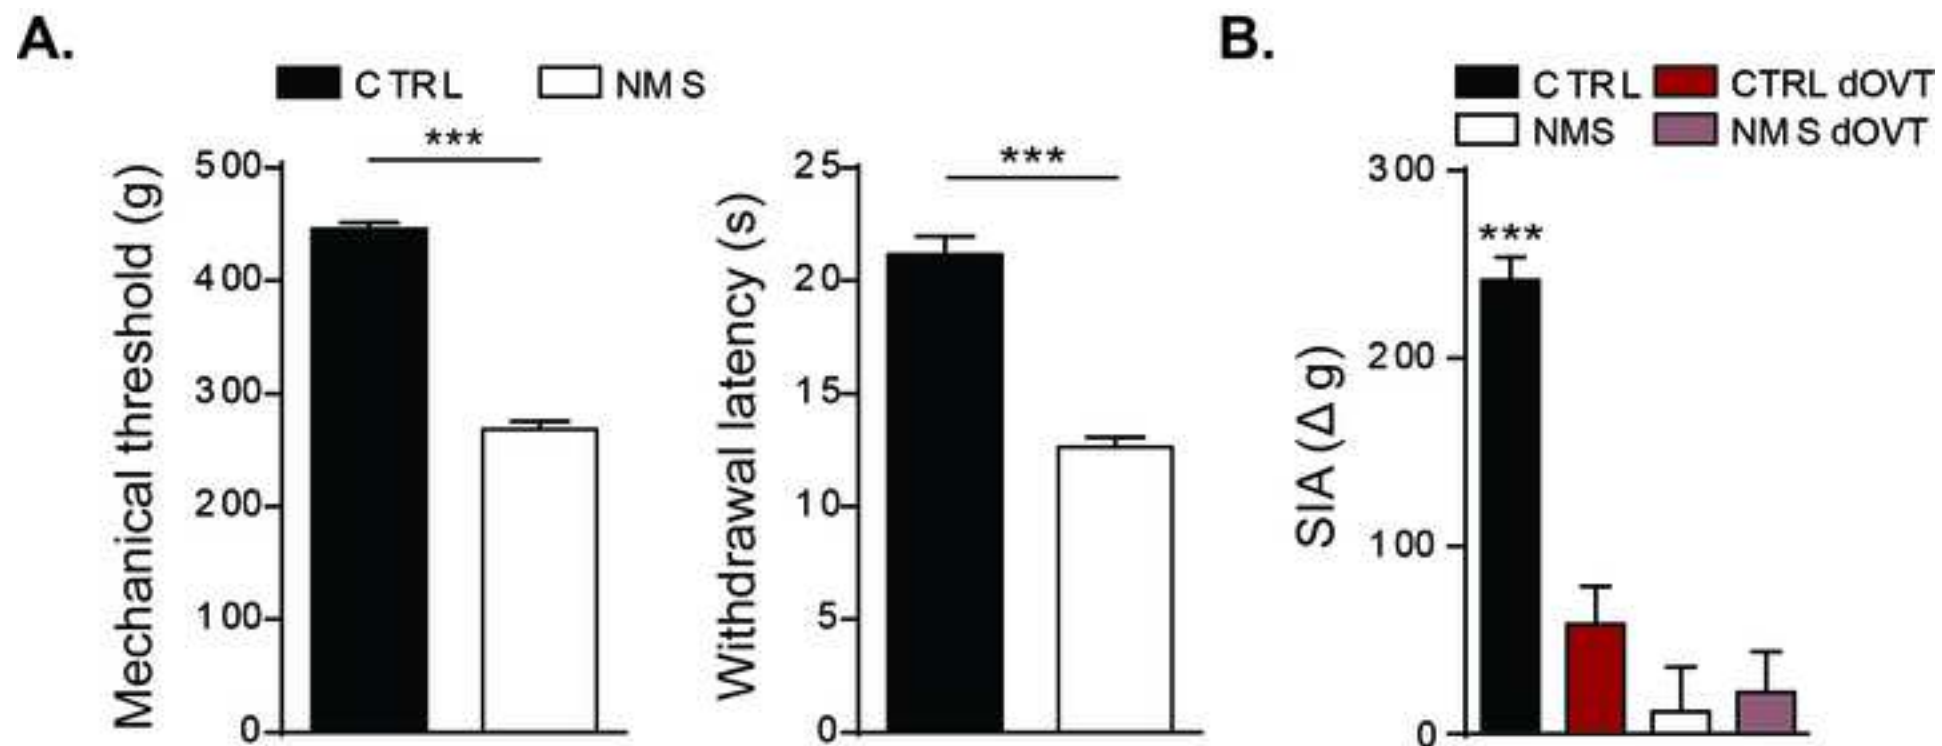 A.
CTRL NMS
***
500
400
300
200
100
0
Mechanical threshold (g)
***
25
20
15
10
5
0
Withdrawal latency (s)
B.
CTRL CTRL dOVT
NMS NMS dOVT
***
300
200
100
0
SIA (Δ g)